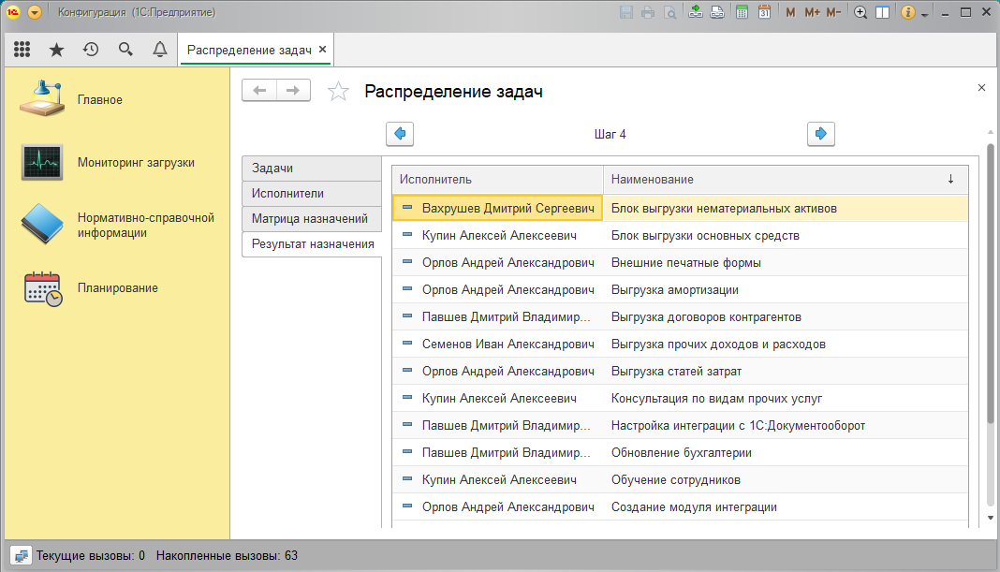 Конфигурация (1С:Предприятие)
M M+ M-
Распределение задач
Главное
Мониторинг загрузки
Нормативно-справочной
информации
Планирование
Распределение задач
Шаг 4
Задачи
Исполнители
Матрица назначений
Результат назначения
Исполнитель Наименование
Вахрушев Дмитрий Сергеевич Блок выгрузки нематериальных активов
Купин Алексей Алексеевич Блок выгрузки основных средств
Орлов Андрей Александрович Внешние печатные формы
Орлов Андрей Александрович Выгрузка амортизации
Павшев Дмитрий Владимир... Выгрузка договоров контрагентов
Семенов Иван Александрович Выгрузка прочих доходов и расходов
Орлов Андрей Александрович Выгрузка статей затрат
Купин Алексей Алексеевич Консультация по видам прочих услуг
Павшев Дмитрий Владимир... Настройка интеграции с 1С:Документооборот
Павшев Дмитрий Владимир... Обновление бухгалтерии
Купин Алексей Алексеевич Обучение сотрудников
Орлов Андрей Александрович Создание модуля интеграции
Текущие вызовы: 0 Накопленные вызовы: 63